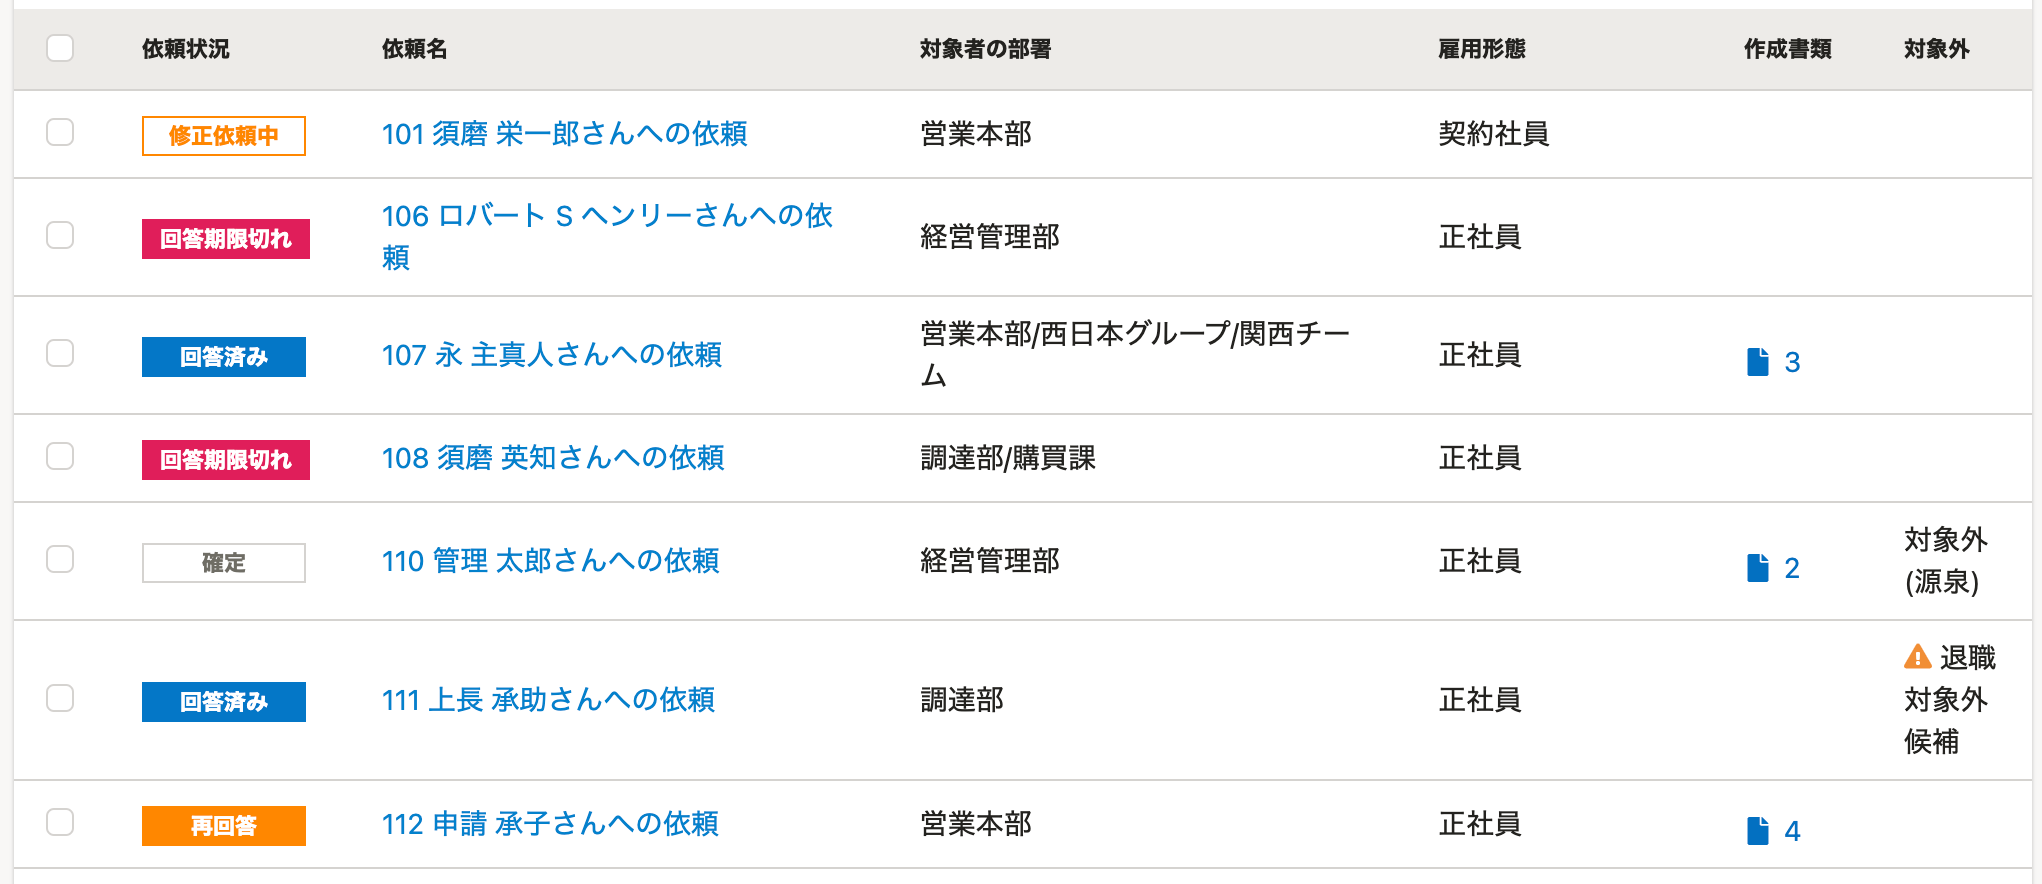 依頼状況 依頼名 対象者の部署 雇用形態 作成書類 対象外
修正依頼中 101 須磨 栄一郎さんへの依頼 営業本部 契約社員
回答期限切れ 106 ロバート S ヘンリーさんへの依
頼 経営管理部 正社員
回答済み 107 永 主真人さんへの依頼 営業本部/西日本グループ/関西チー
ム 正社員 3
回答期限切れ 108 須磨 英知さんへの依頼 調達部/購買課 正社員
確定 110 管理 太郎さんへの依頼 経営管理部 正社員 2 対象外
(源泉)
回答済み 111 上長 承助さんへの依頼 調達部 正社員 退職
対象外
候補
再回答 112 申請 承子さんへの依頼 営業本部 正社員 4